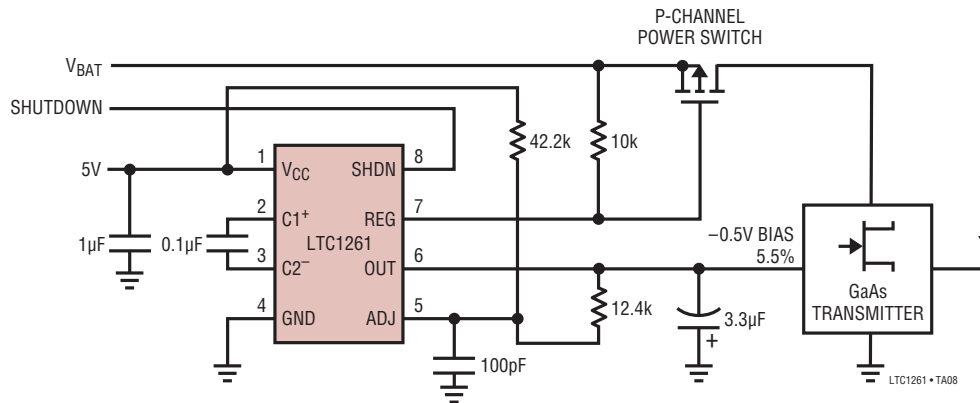 P-CHANNEL
POWER SWITCH
VBAT
SHUTDOWN
42.2k
10k
5V
1
VCC
SHDN
8
2
C1+
REG
7
1µF
0.1µF
LTC1261
–0.5V BIAS
5.5%
3
C2–
OUT
6
4
GND
ADJ
5
12.4k
3.3µF
+
100pF
GaAs
TRANSMITTER
LTC1261 • TA08